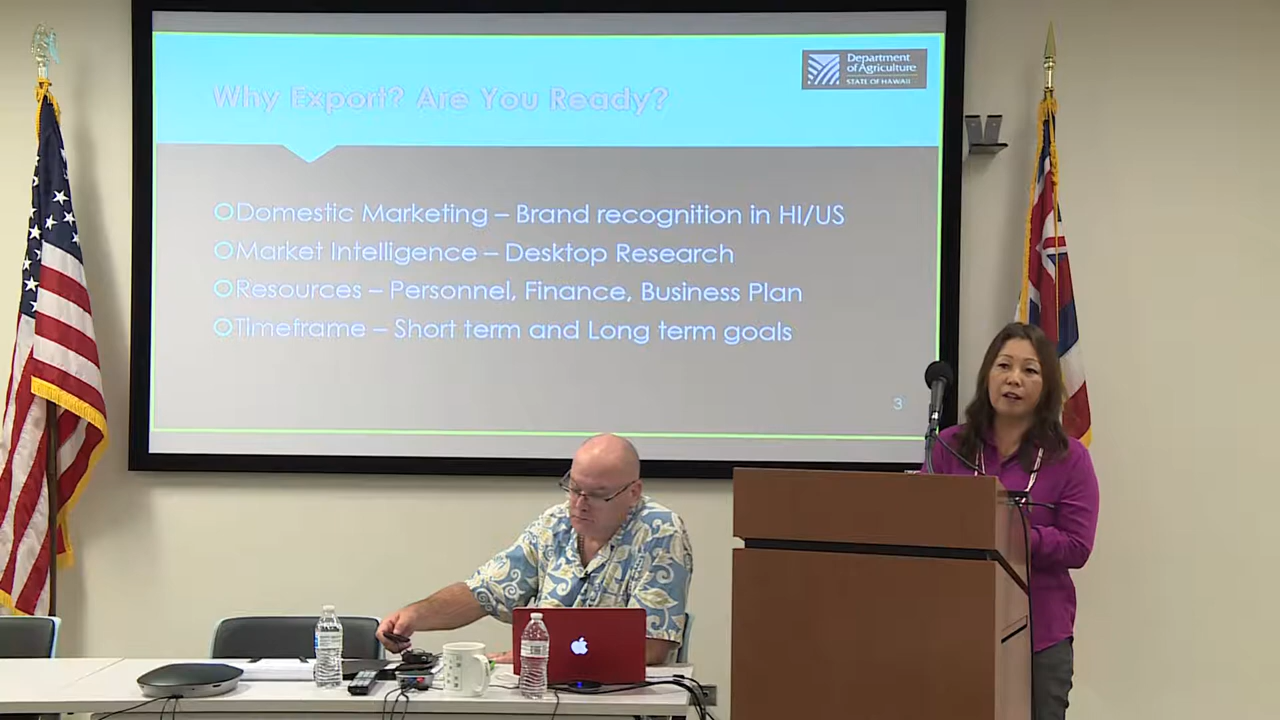 Department
of Agriculture
STATE OF HAWAII
Why Export? Are You Ready?
Domestic Marketing – Brand recognition in HI/US
Market Intelligence – Desktop Research
Resources – Personnel, Finance, Business Plan
Timeframe – Short term and Long term goals
3